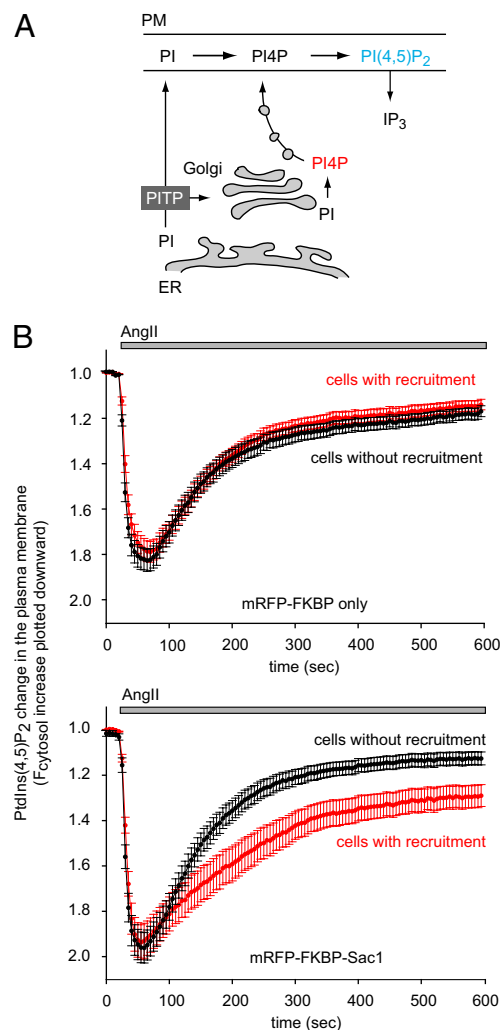 A
PM
PI PI4P PI(4,5)P2
IP3
Golgi PI4P
PITP PI
PI
ER
B
AngII
1.0
cells with recruitment
1.2
cells without recruitment
1.4
1.6
1.8
2.0
mRFP-FKBP only
0 100 200 300 400 500 600
time (sec)
PtdIns(4,5)P2 change in the plasma membrane
(Fcytosol increase plotted downward)
AngII
1.0
cells without recruitment
1.2
1.4
cells with recruitment
1.6
1.8
2.0
mRFP-FKBP-Sac1
0 100 200 300 400 500 600
time (sec)